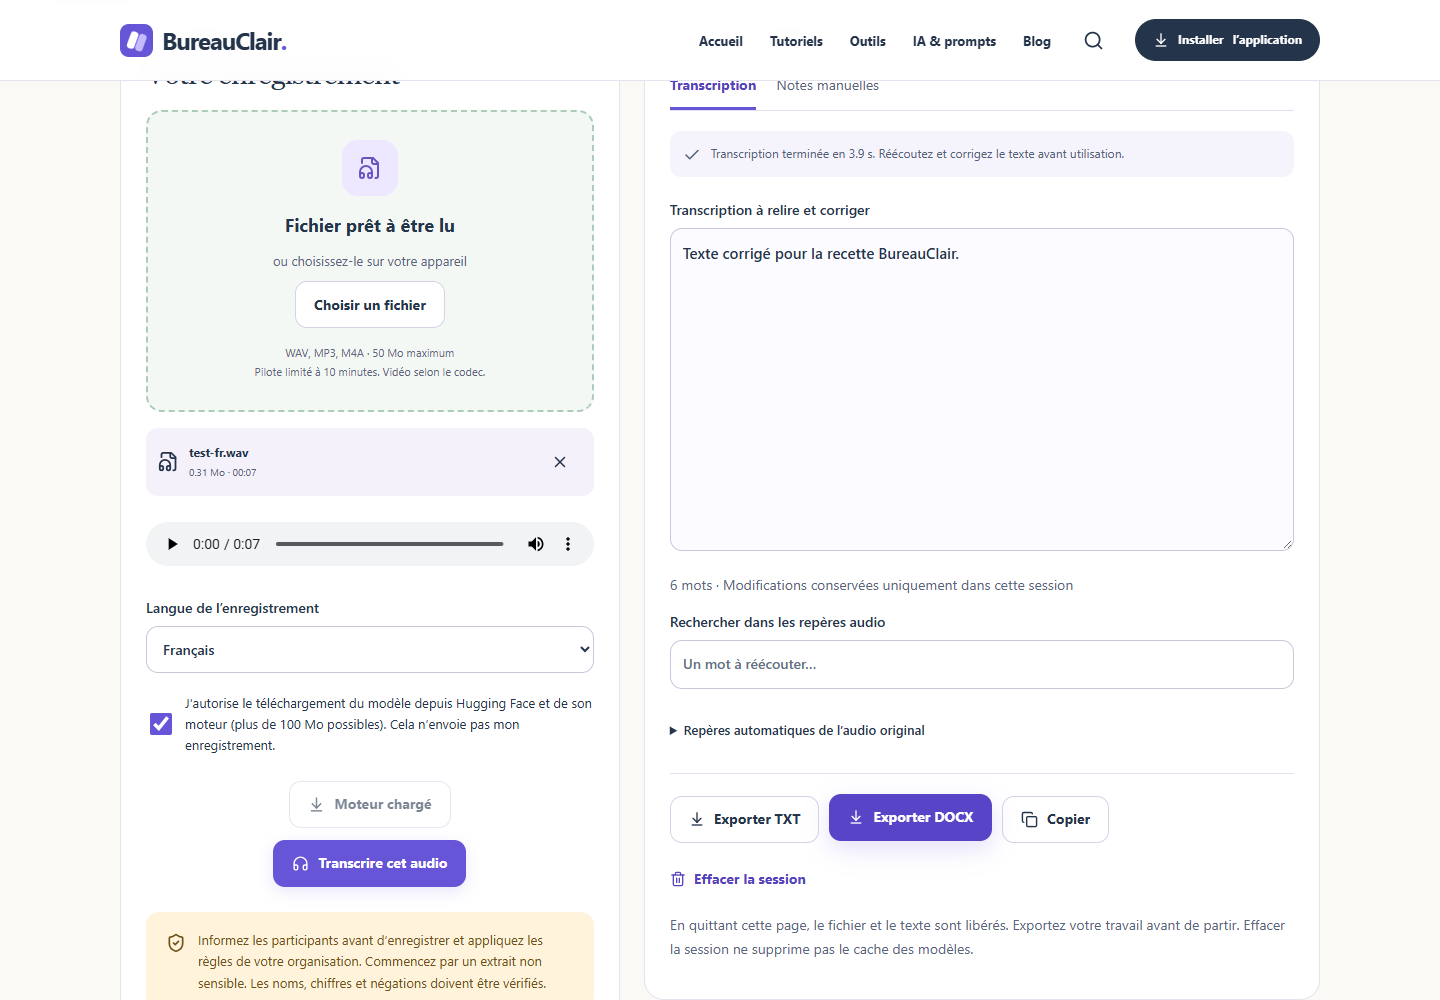 BureauClair.
Accueil
Tutoriels
Outils
IA & prompts
Blog
Installer l'application
Votre enregistrement
Fichier prêt à être lu
ou choisissez-le sur votre appareil
Choisir un fichier
WAV, MP3, M4A · 50 Mo maximum
Pilote limité à 10 minutes. Vidéo selon le codec.
test-fr.wav
0.31 Mo · 00:07
0:00 / 0:07
Langue de l'enregistrement
Français
J'autorise le téléchargement du modèle depuis Hugging Face et de son
moteur (plus de 100 Mo possibles). Cela n'envoie pas mon
enregistrement.
Moteur chargé
Transcrire cet audio
Informez les participants avant d'enregistrer et appliquez les
règles de votre organisation. Commencez par un extrait non
sensible. Les noms, chiffres et négations doivent être vérifiés.
Transcription
Notes manuelles
Transcription terminée en 3.9 s. Réécoutez et corrigez le texte avant utilisation.
Transcription à relire et corriger
Texte corrigé pour la recette BureauClair.
6 mots · Modifications conservées uniquement dans cette session
Rechercher dans les repères audio
Un mot à réécouter...
Repères automatiques de l'audio original
Exporter TXT
Exporter DOCX
Copier
Effacer la session
En quittant cette page, le fichier et le texte sont libérés. Exportez votre travail avant de partir. Effacer
la session ne supprime pas le cache des modèles.